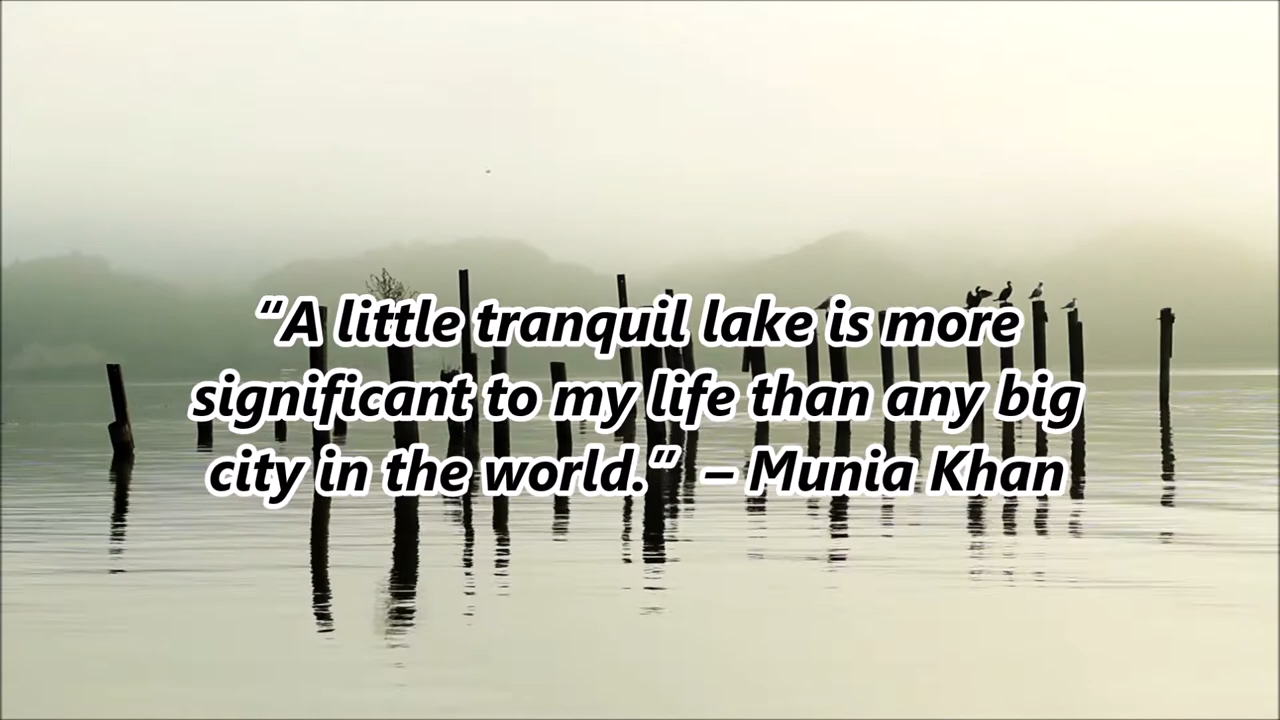 “A little tranquil lake is more
significant to my life than any big
city in the world.” – Munia Khan